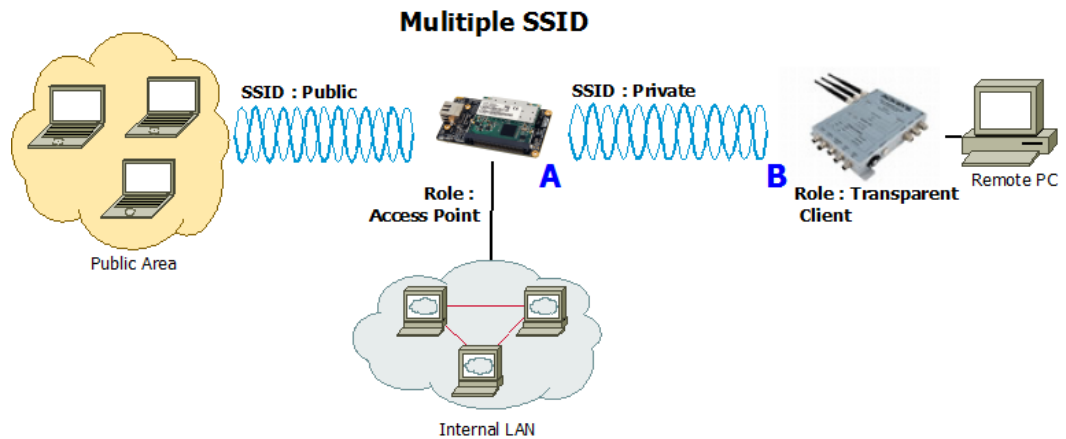 Mulitiple SSID
SSID : Public
SSID : Private
A
B
Role :
Access Point
Role : Transparent
Client
Remote PC
Public Area
Internal LAN